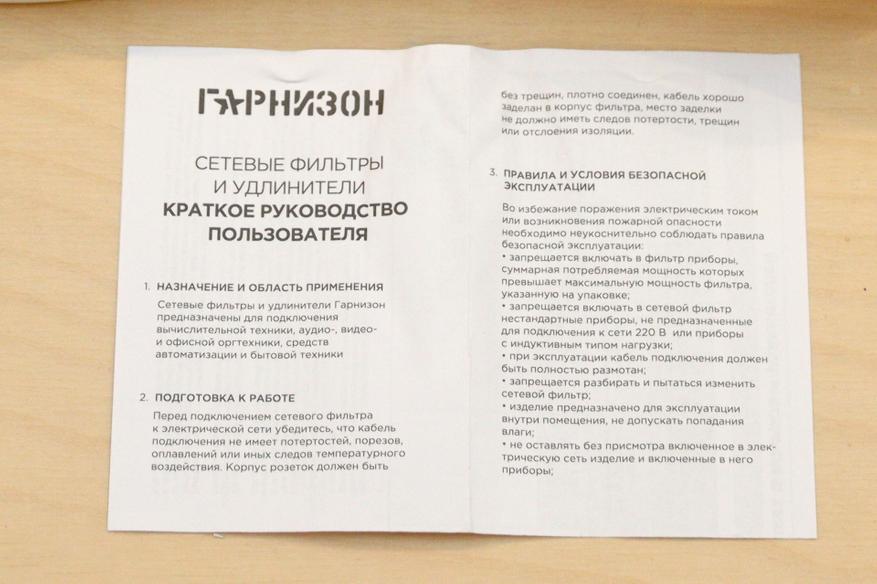 ГАРНИЗОН
СЕТЕВЫЕ ФИЛЬТРЫ
И УДЛИНИТЕЛИ
КРАТКОЕ РУКОВОДСТВО
ПОЛЬЗОВАТЕЛЯ
1. НАЗНАЧЕНИЕ И ОБЛАСТЬ ПРИМЕНЕНИЯ
Сетевые фильтры и удлинители Гарнизон
предназначены для подключения
вычислительной техники, аудио-, видео-
и офисной оргтехники, средств
автоматизации и бытовой техники
2. ПОДГОТОВКА К РАБОТЕ
Перед подключением сетевого фильтра
к электрической сети убедитесь, что кабель
подключения не имеет потертостей, порезов,
оплавлений или иных следов температурного
воздействия. Корпус розеток должен быть
без трещин, плотно соединен, кабель хорошо
заделан в корпус фильтра, место заделки
не должно иметь следов потертости, трещин
или отслоения изоляции.
3. ПРАВИЛА И УСЛОВИЯ БЕЗОПАСНОЙ
ЭКСПЛУАТАЦИИ
Во избежание поражения электрическим током
или возникновения пожарной опасности
необходимо неукоснительно соблюдать правила
безопасной эксплуатации:
• запрещается включать в фильтр приборы,
суммарная потребляемая мощность которых
превышает максимальную мощность фильтра,
указанную на упаковке;
• запрещается включать в сетевой фильтр
нестандартные приборы, не предназначенные
для подключения к сети 220 В или приборы
с индуктивным типом нагрузки;
• при эксплуатации кабель подключения должен
быть полностью размотан;
• запрещается разбирать и пытаться изменить
сетевой фильтр;
• изделие предназначено для эксплуатации
внутри помещения, не допускать попадания
влаги;
• не оставлять без присмотра включенное в элек-
трическую сеть изделие и включенные в него
приборы;